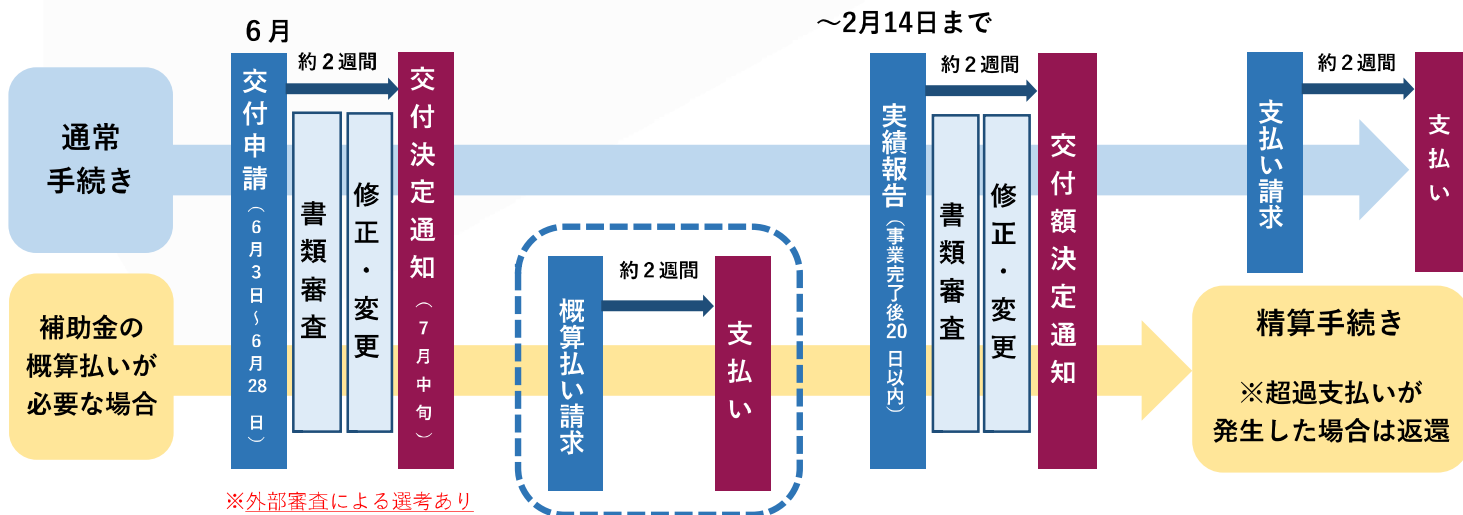 6月
~2月14日まで
通常
手続き
補助金の
概算払いが
必要な場合
交付申請（6月3日~6月28日）
約2週間
書類審査
修正・変更
交付決定通知（7月中旬）
※外部審査による選考あり
概算払い請求
約2週間
支払い
実績報告（事業完了後20日以内）
約2週間
書類審査
修正・変更
交付額決定通知
支払い請求
約2週間
支払い
精算手続き
※超過支払いが
発生した場合は返還